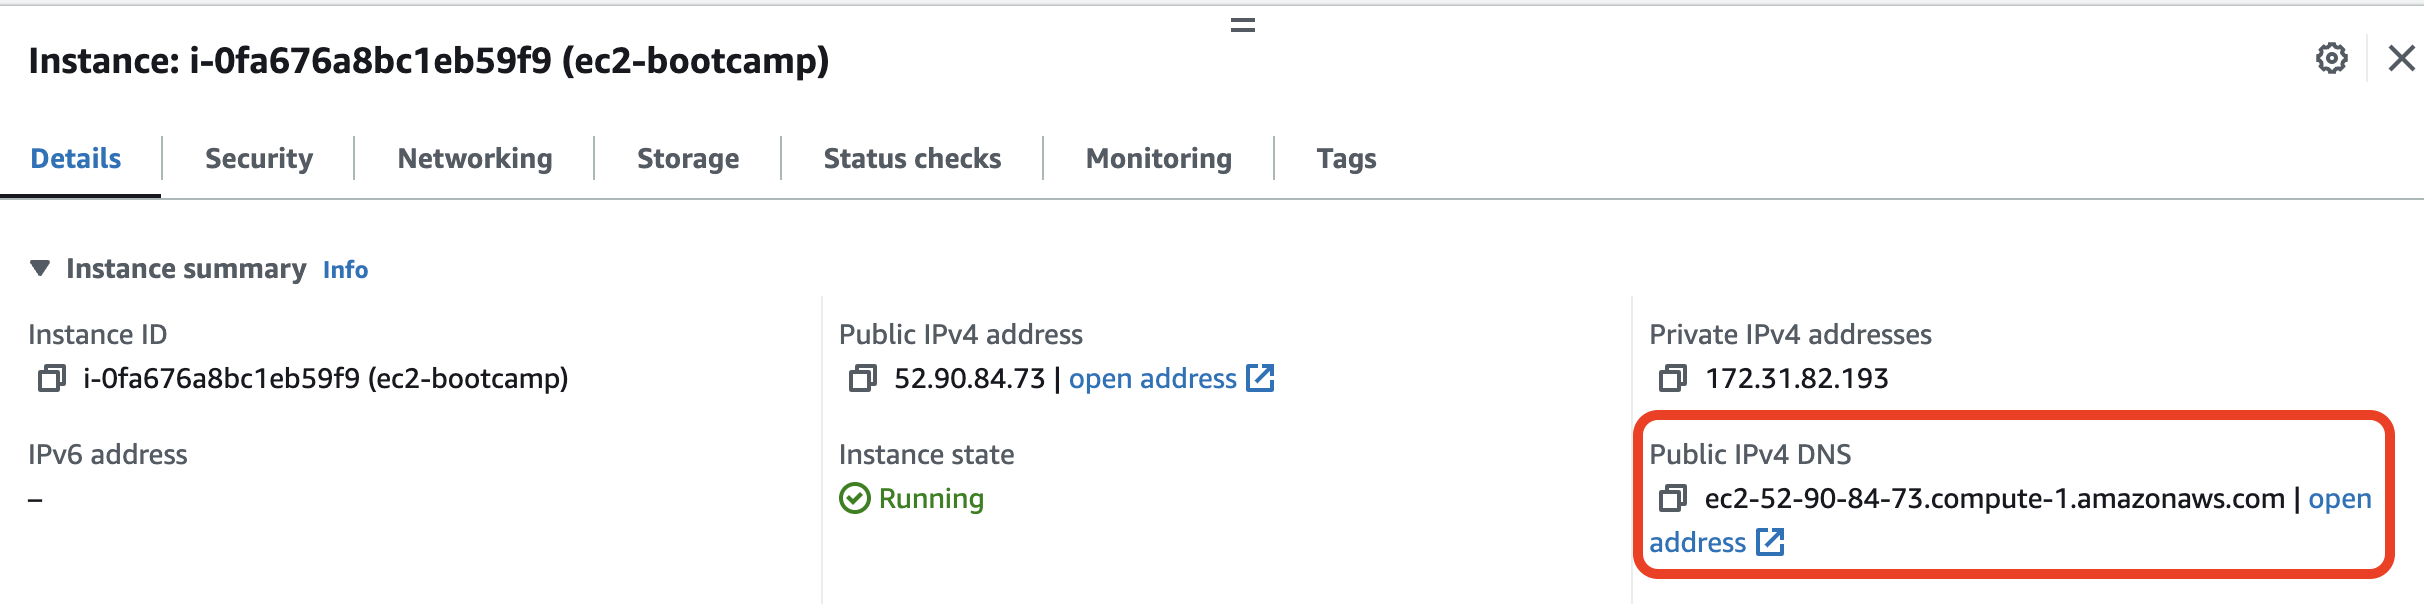 Instance: i-0fa676a8bc1eb59f9 (ec2-bootcamp)
Details
Security
Networking
Storage
Status checks
Monitoring
Tags
Instance summary Info
Instance ID
i-0fa676a8bc1eb59f9 (ec2-bootcamp)
Public IPv4 address
52.90.84.73 | open address
Private IPv4 addresses
172.31.82.193
IPv6 address
–
Instance state
Running
Public IPv4 DNS
ec2-52-90-84-73.compute-1.amazonaws.com | open
address